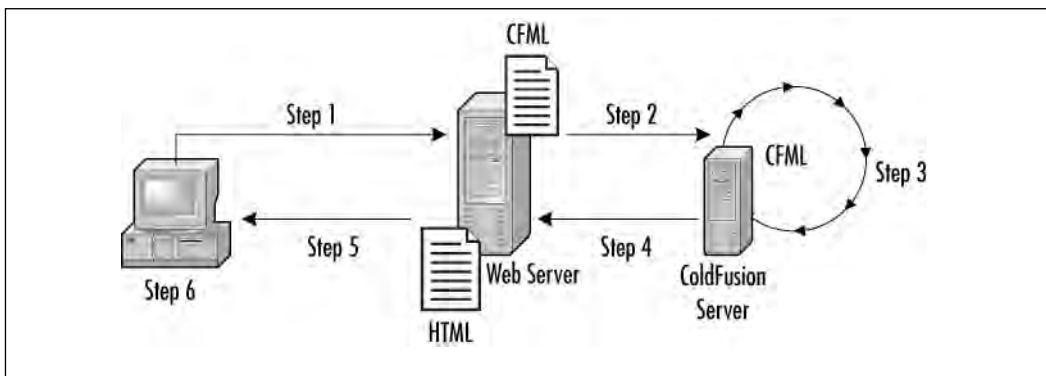 CFML
Step 1
Step 2
CFML
Step 3
Step 5
Step 4
Step 6
Web Server
ColdFusion
Server
HTML